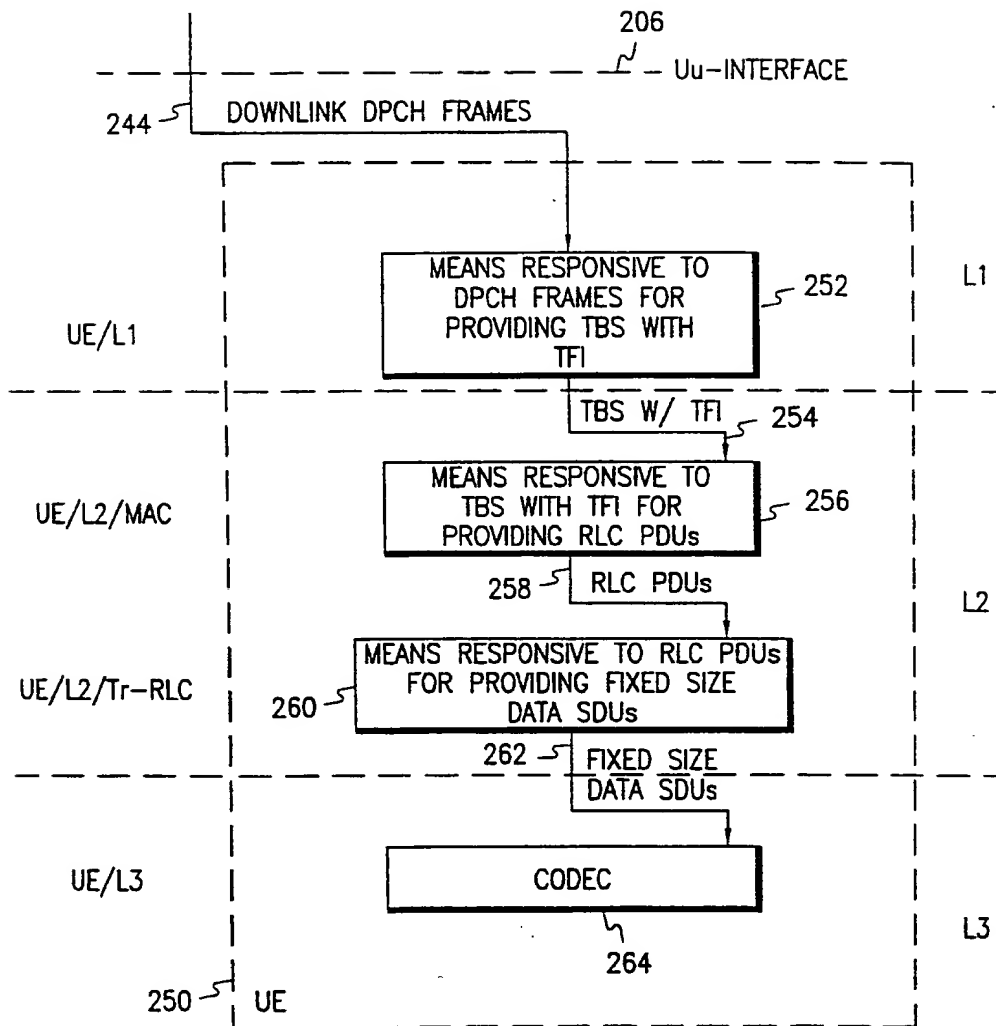 206
Uu-INTERFACE
244
DOWNLINK DPCH FRAMES
MEANS RESPONSIVE TO
DPCH FRAMES FOR
PROVIDING TBS WITH
TFI
252
L1
UE/L1
TBS W/ TFI
254
MEANS RESPONSIVE TO
TBS WITH TFI FOR
PROVIDING RLC PDUs
256
UE/L2/MAC
258
RLC PDUs
L2
MEANS RESPONSIVE TO RLC PDUs
FOR PROVIDING FIXED SIZE
DATA SDUs
UE/L2/Tr-RLC
260
262
FIXED SIZE
DATA SDUs
UE/L3
CODEC
264
L3
250
UE